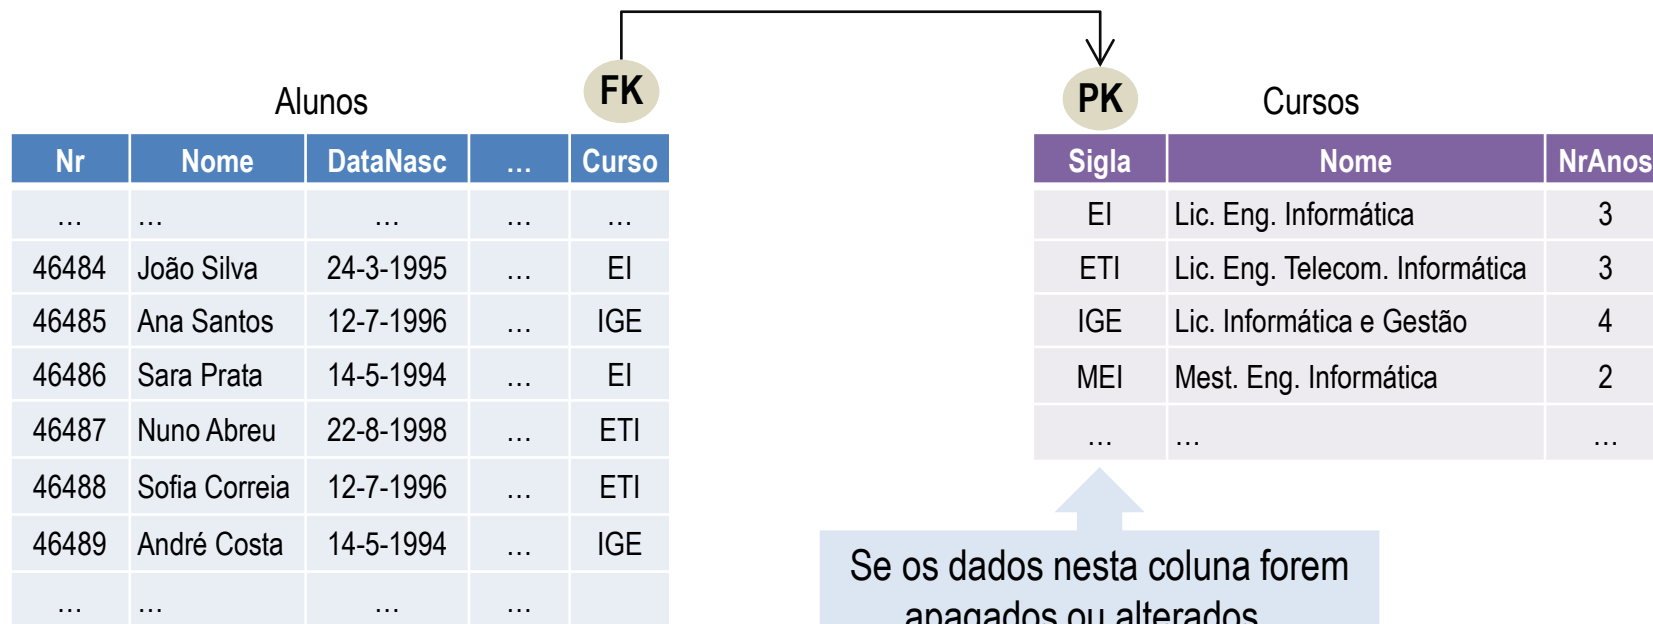 FK
PK
Alunos
Cursos
Nr Nome DataNasc … Curso
… … … … …
46484 João Silva 24-3-1995 … EI
46485 Ana Santos 12-7-1996 … IGE
46486 Sara Prata 14-5-1994 … EI
46487 Nuno Abreu 22-8-1998 … ETI
46488 Sofia Correia 12-7-1996 … ETI
46489 André Costa 14-5-1994 … IGE
… … … …
Sigla Nome NrAnos
EI Lic. Eng. Informática 3
ETI Lic. Eng. Telecom. Informática 3
IGE Lic. Informática e Gestão 4
MEI Mest. Eng. Informática 2
… … …
Se os dados nesta coluna forem
apagados ou alterados